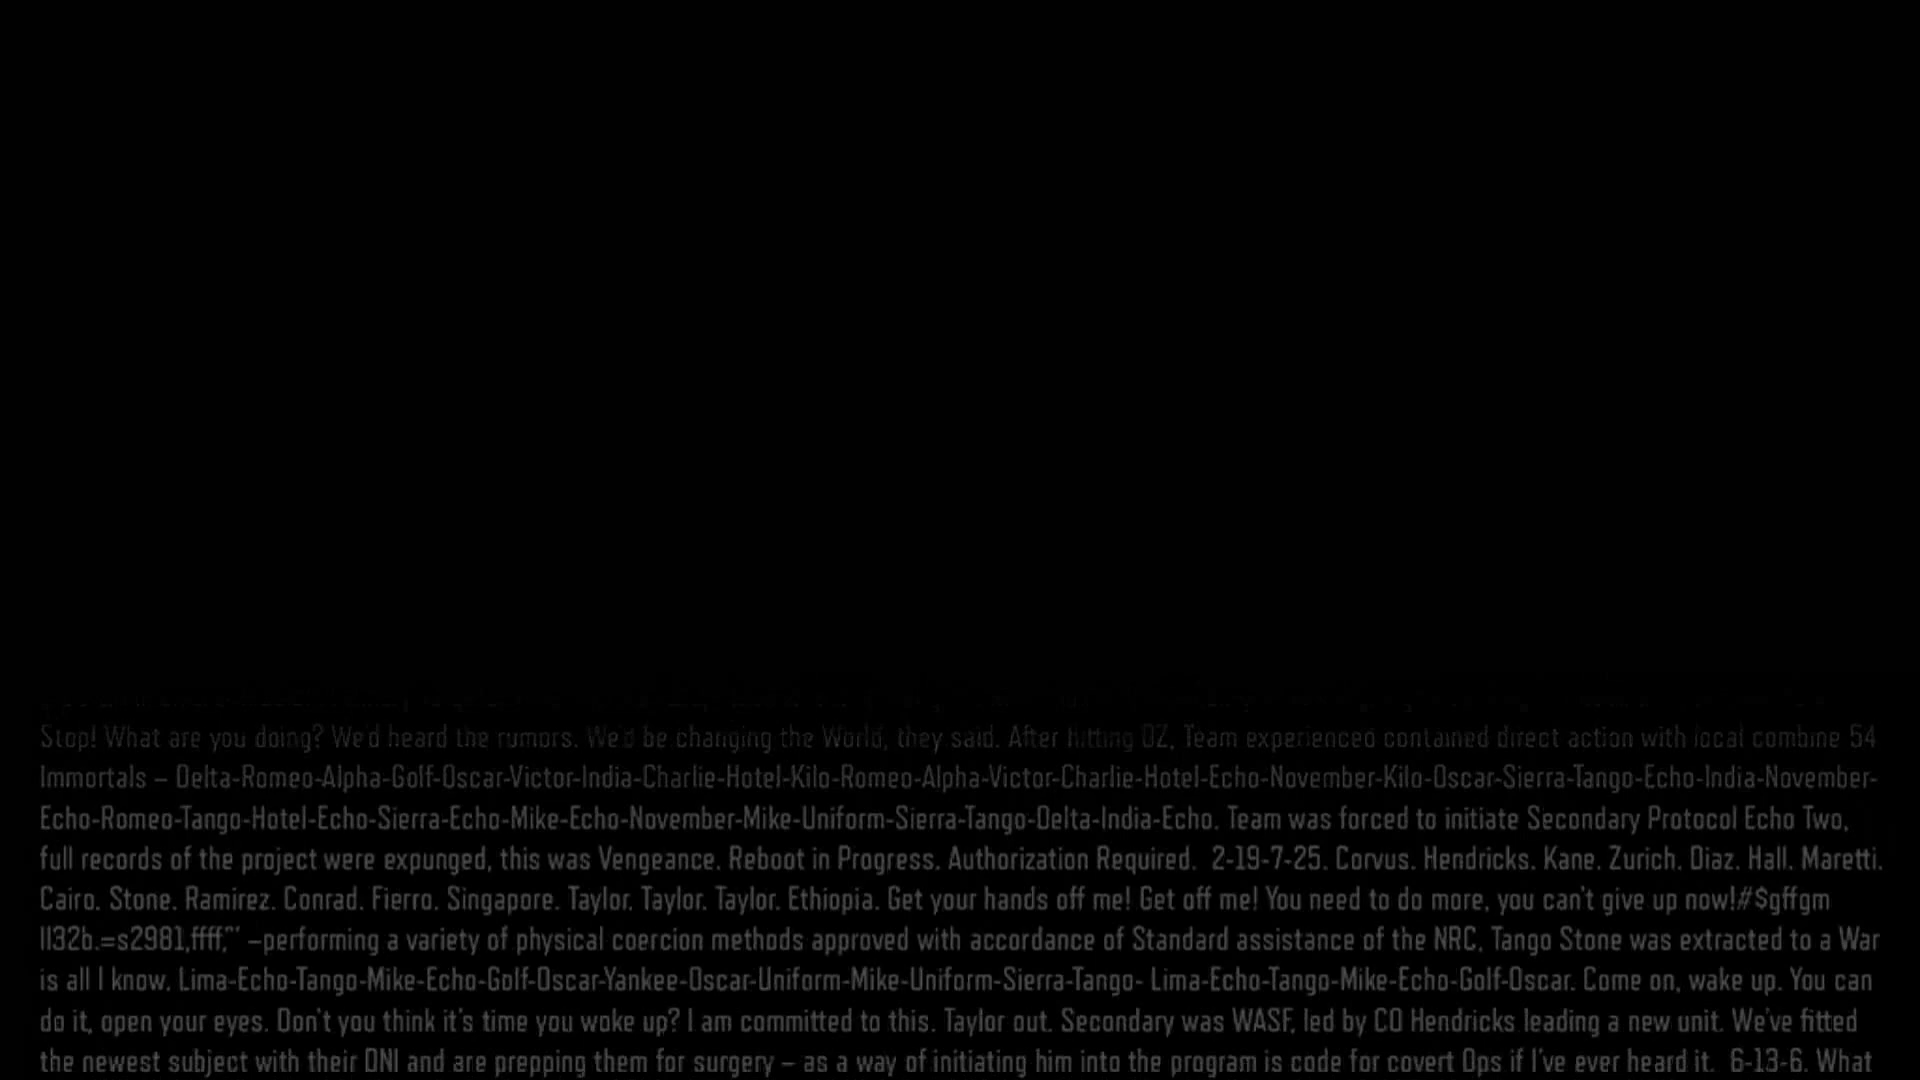 Stop! What are you doing? We'd heard the rumors. We'd be changing the World, they said. After hitting OZ, Team experienced contained direct action with local combine 54
Immortals – Delta-Romeo-Alpha-Golf-Oscar-Victor-India-Charlie-Hotel-Kilo-Romeo-Alpha-Victor-Charlie-Hotel-Echo-November-Kilo-Oscar-Sierra-Tango-Echo-India-November-
Echo-Romeo-Tango-Hotel-Echo-Sierra-Echo-Mike-Echo-November-Mike-Uniform-Sierra-Tango-Delta-India-Echo. Team was forced to initiate Secondary Protocol Echo Two,
full records of the project were expunged, this was Vengeance. Reboot in Progress. Authorization Required. 2-19-7-25. Corvus. Hendricks. Kane. Zurich. Diaz. Hall. Maretti.
Cairo. Stone. Ramirez. Conrad. Fierro. Singapore. Taylor. Taylor. Taylor. Ethiopia. Get your hands off me! Get off me! You need to do more, you can't give up now!#$gffgm
ll32b.=s2981,ffff,"' –performing a variety of physical coercion methods approved with accordance of Standard assistance of the NRC, Tango Stone was extracted to a War
is all I know. Lima-Echo-Tango-Mike-Echo-Golf-Oscar-Yankee-Oscar-Uniform-Mike-Uniform-Sierra-Tango- Lima-Echo-Tango-Mike-Echo-Golf-Oscar. Come on, wake up. You can
do it, open your eyes. Don't you think it's time you woke up? I am committed to this. Taylor out. Secondary was WASF, led by CO Hendricks leading a new unit. We've fitted
the newest subject with their DNI and are prepping them for surgery – as a way of initiating him into the program is code for covert Ops if I've ever heard it. 6-13-6. What